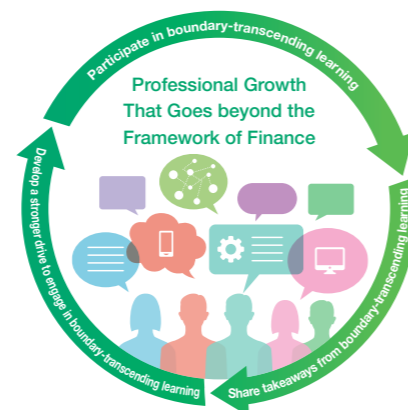 Participate in boundary-transcending learning
Professional Growth
That Goes beyond the
Framework of Finance
Share takeaways from boundary-transcending learning
Develop a stronger drive to engage in boundary-transcending learning